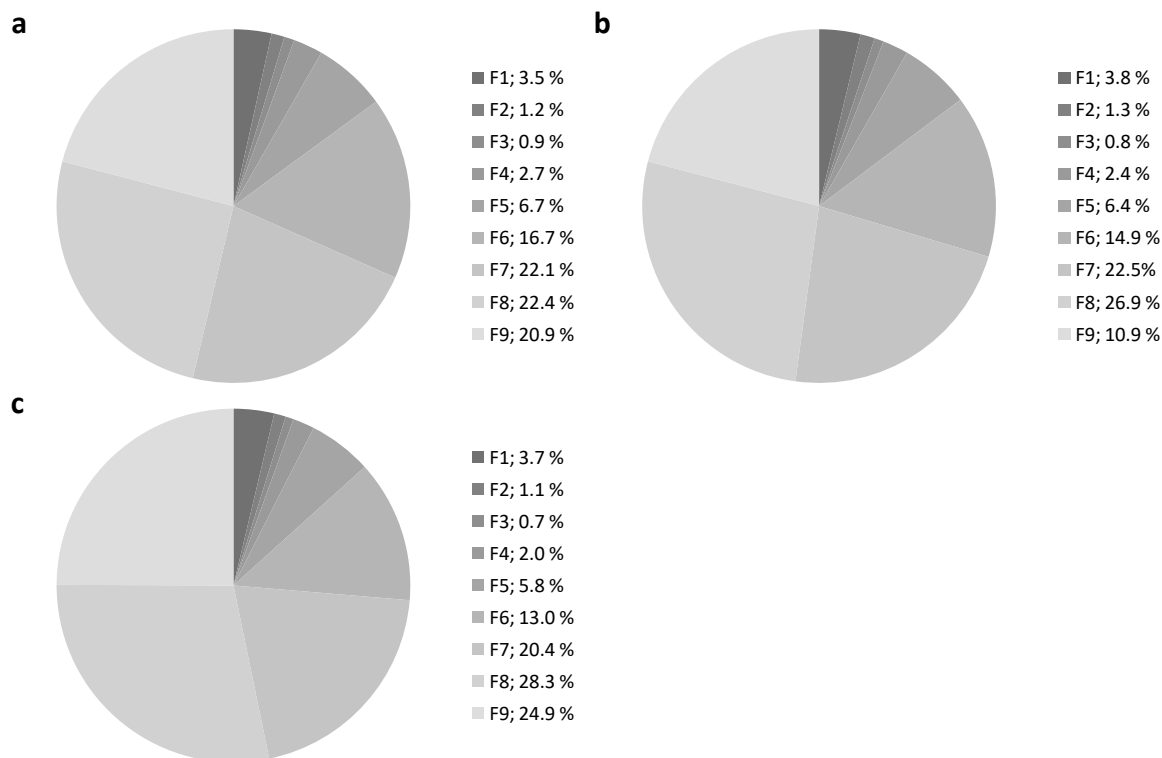 a
F1; 3.5 %
F2; 1.2 %
F3; 0.9 %
F4; 2.7 %
F5; 6.7 %
F6; 16.7 %
F7; 22.1 %
F8; 22.4 %
F9; 20.9 %
b
F1; 3.8 %
F2; 1.3 %
F3; 0.8 %
F4; 2.4 %
F5; 6.4 %
F6; 14.9 %
F7; 22.5%
F8; 26.9 %
F9; 10.9 %
c
F1; 3.7 %
F2; 1.1 %
F3; 0.7 %
F4; 2.0 %
F5; 5.8 %
F6; 13.0 %
F7; 20.4 %
F8; 28.3 %
F9; 24.9 %